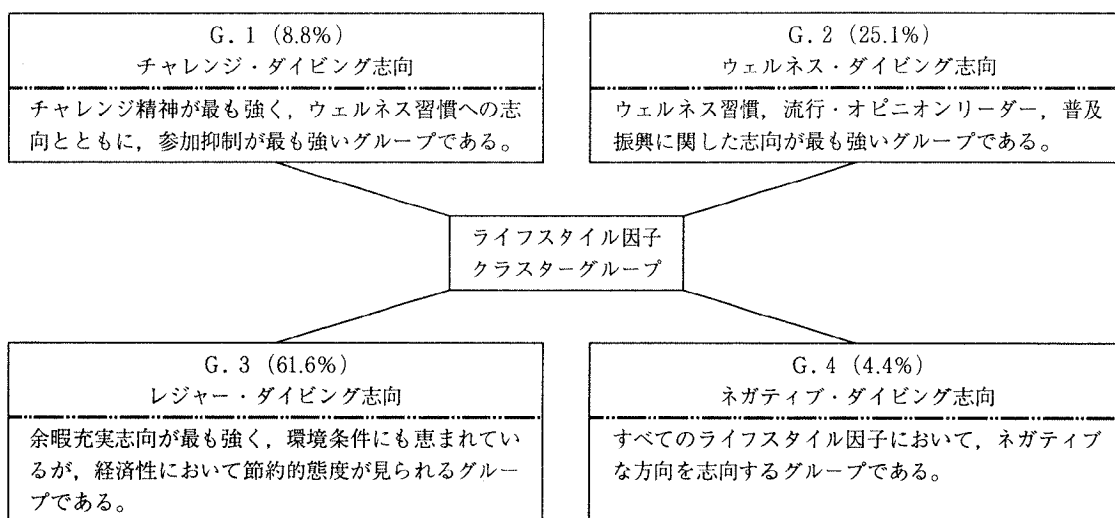 G. 1 (8.8%)
チャレンジ・ダイビング志向
チャレンジ精神が最も強く，ウェルネス習慣への志
向とともに，参加抑制が最も強いグループである。
G. 2 (25.1%)
ウェルネス・ダイビング志向
ウェルネス習慣，流行・オピニオンリーダー，普及
振興に関した志向が最も強いグループである。
ライフスタイル因子
クラスターグループ
G. 3 (61.6%)
レジャー・ダイビング志向
余暇充実志向が最も強く，環境条件にも恵まれてい
るが，経済性において節約的態度が見られるグルー
プである。
G. 4 (4.4%)
ネガティブ・ダイビング志向
すべてのライフスタイル因子において，ネガティブ
な方向を志向するグループである。